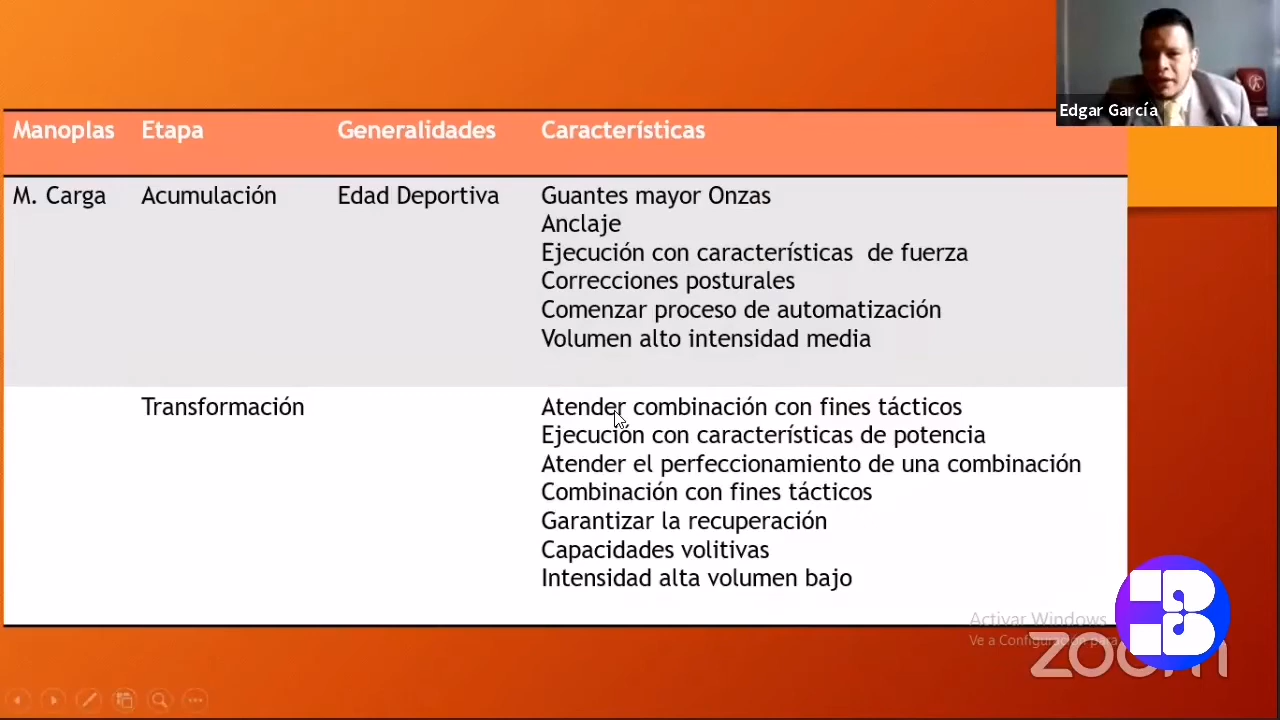 Edgar García
Manoplas Etapa Generalidades Características
M. Carga Acumulación Edad Deportiva Guantes mayor Onzas
Anclaje
Ejecución con características de fuerza
Correcciones posturales
Comenzar proceso de automatización
Volumen alto intensidad media
Transformación Atender combinación con fines tácticos
Ejecución con características de potencia
Atender el perfeccionamiento de una combinación
Combinación con fines tácticos
Garantizar la recuperación
Capacidades volitivas
Intensidad alta volumen bajo
Activar Windows
Ve a Configuración para
zoom